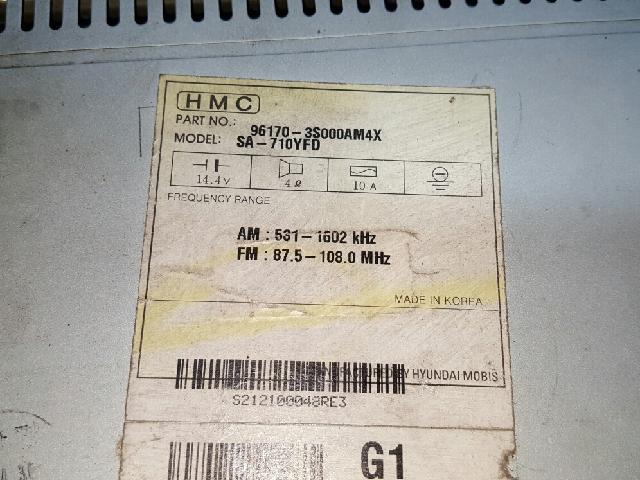 HMC
PART NO.: 96170-3S000AM4X
MODEL: SA-710YFD
14.4V 4Ω 10A
FREQUENCY RANGE
AM : 531-1602 kHz
FM : 87.5-108.0 MHz
MADE IN KOREA
BY HYUNDAI MOBIS
S212100048RE3
G1